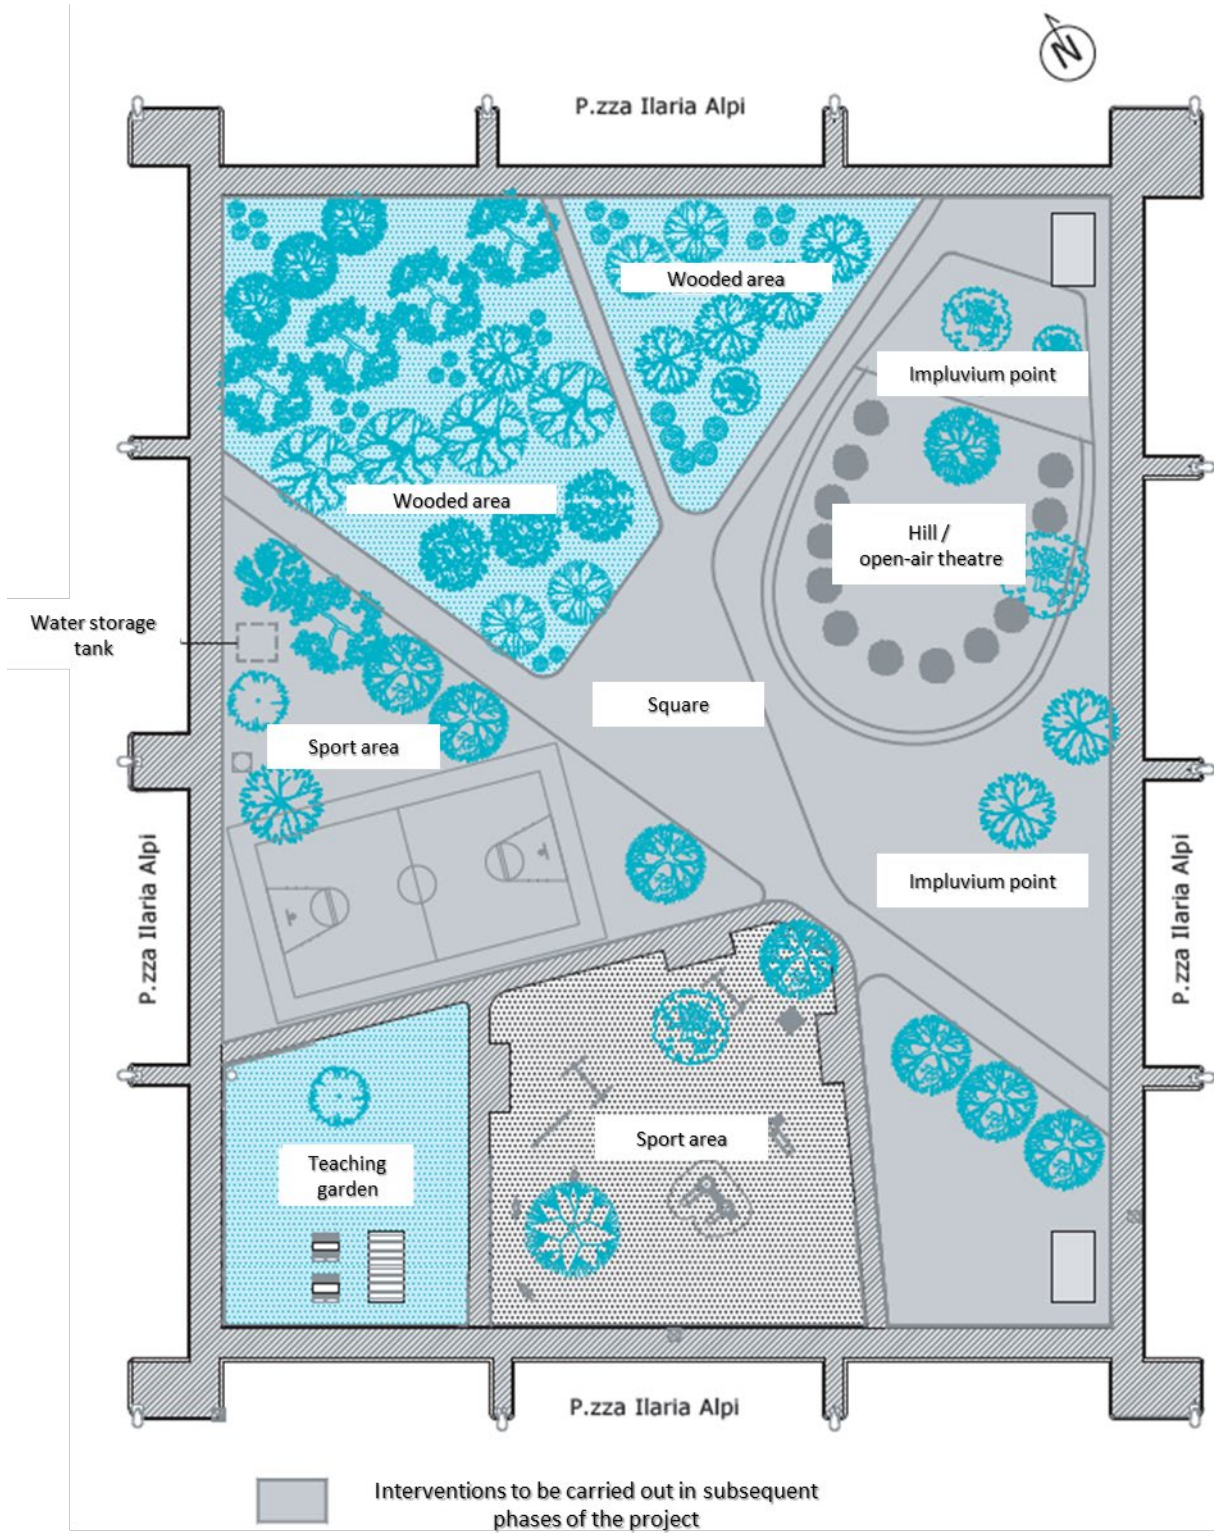 N
P.zza Ilaria Alpi
Wooded area
Impluvium point
Wooded area
Hill /
open-air theatre
Water storage
tank
Square
Sport area
P.zza Ilaria Alpi
P.zza Ilaria Alpi
Impluvium point
Sport area
Teaching
garden
P.zza Ilaria Alpi
Interventions to be carried out in subsequent
phases of the project